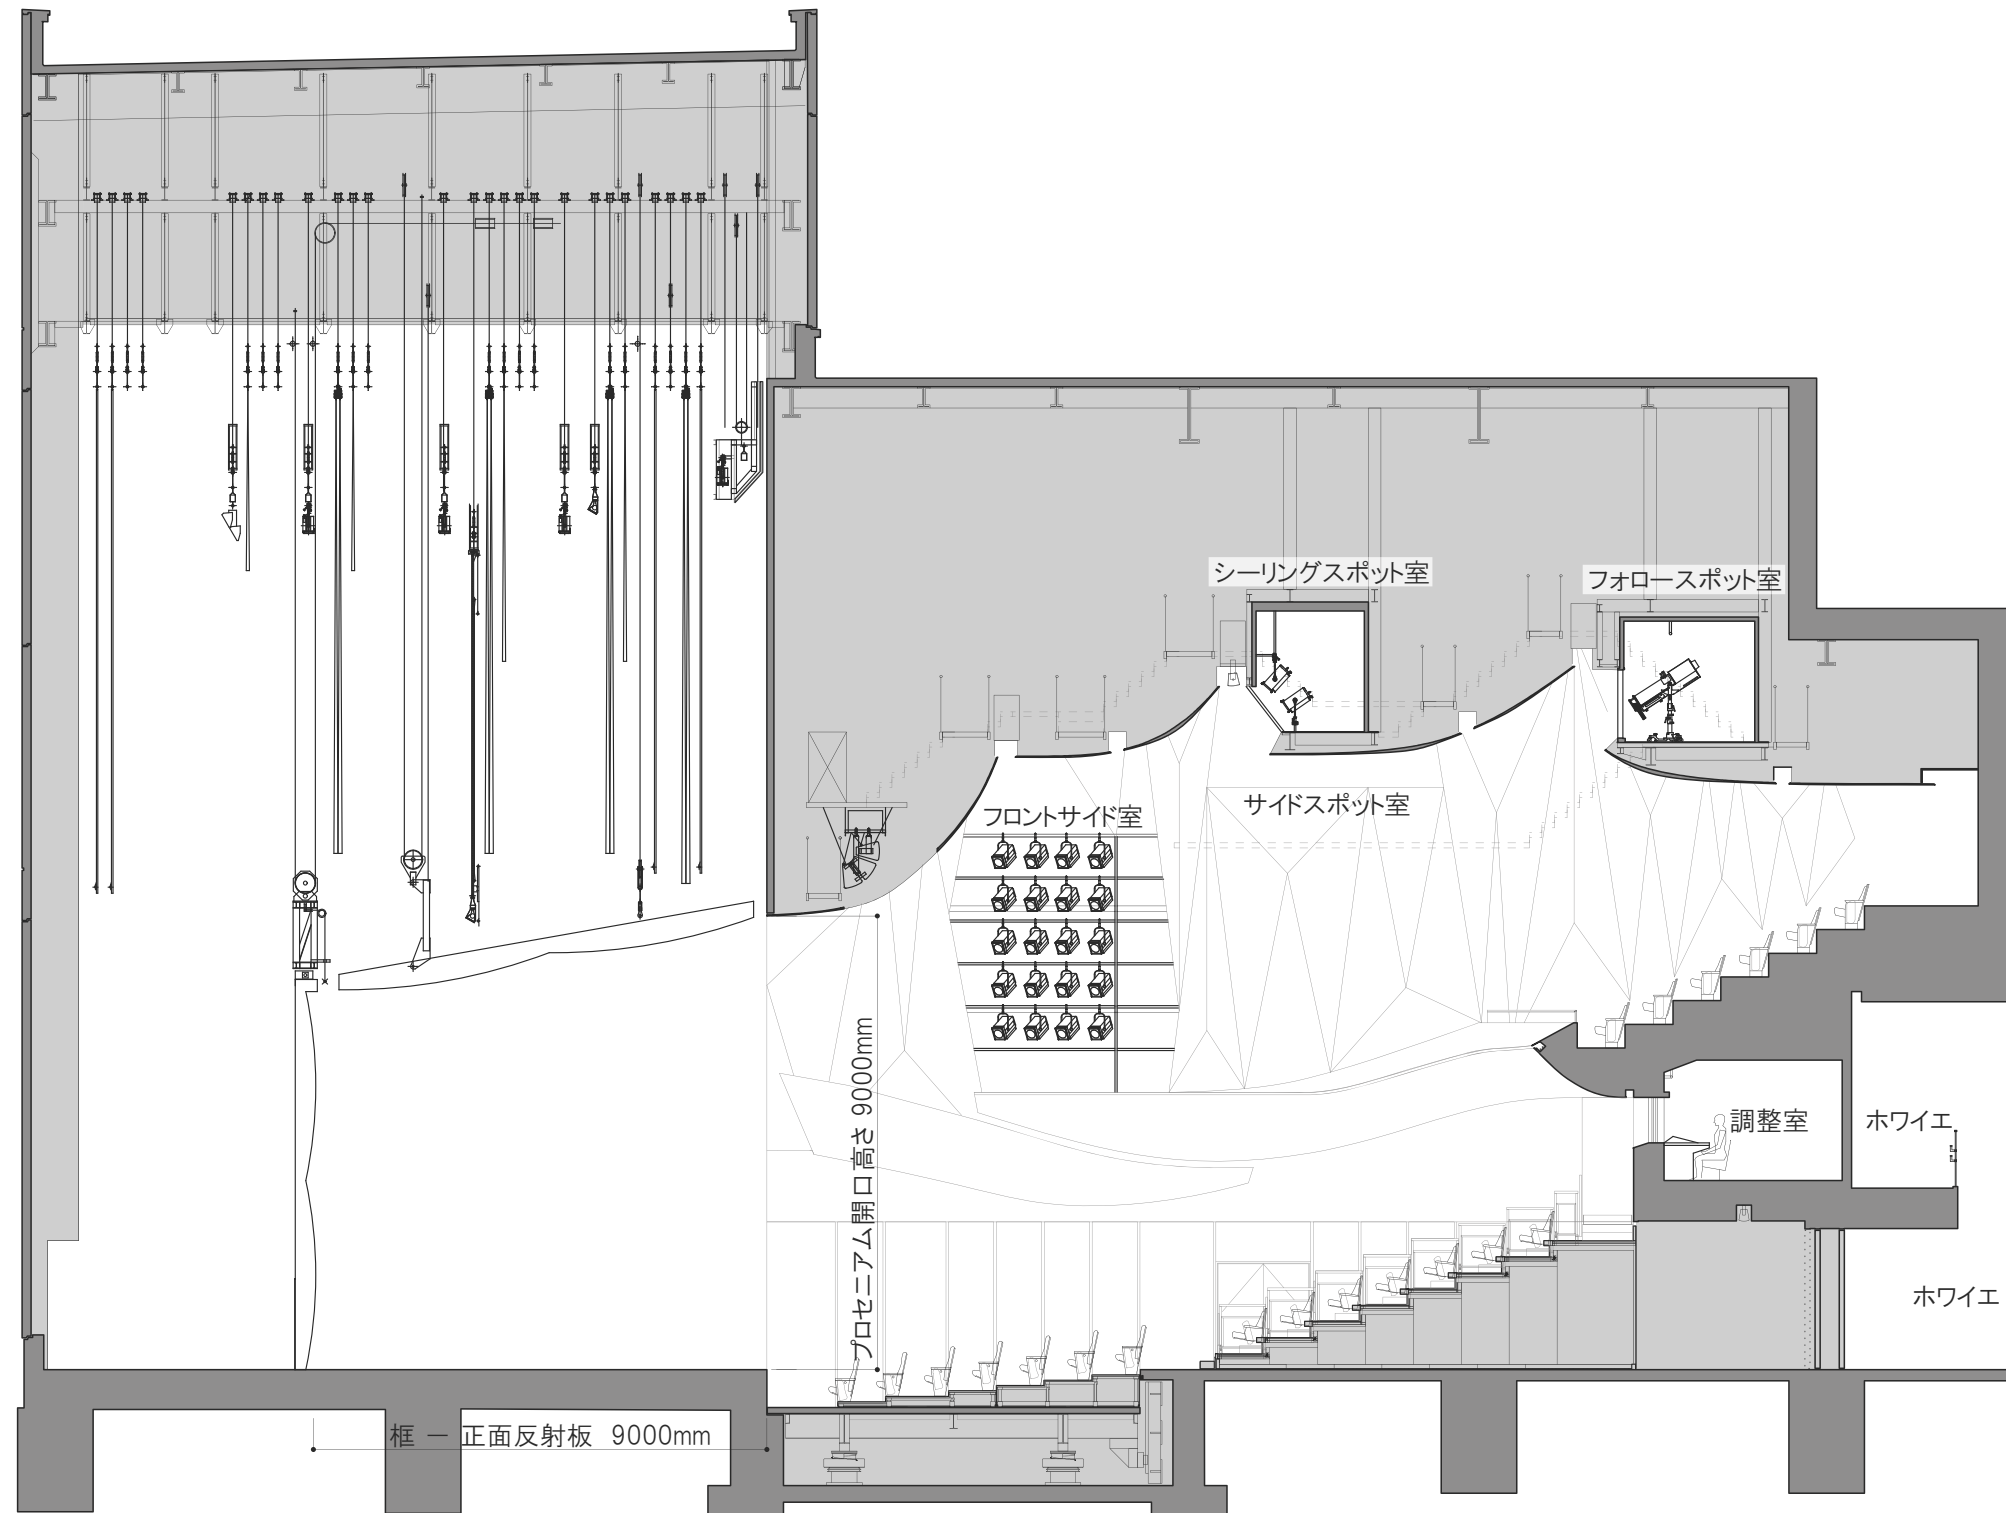 シーリングスポット室
フォロースポット室
フロントサイド室
サイドスポット室
プロセニアム開口高さ 9000mm
調整室
ホワイエ
ホワイエ
框 － 正面反射板 9000mm